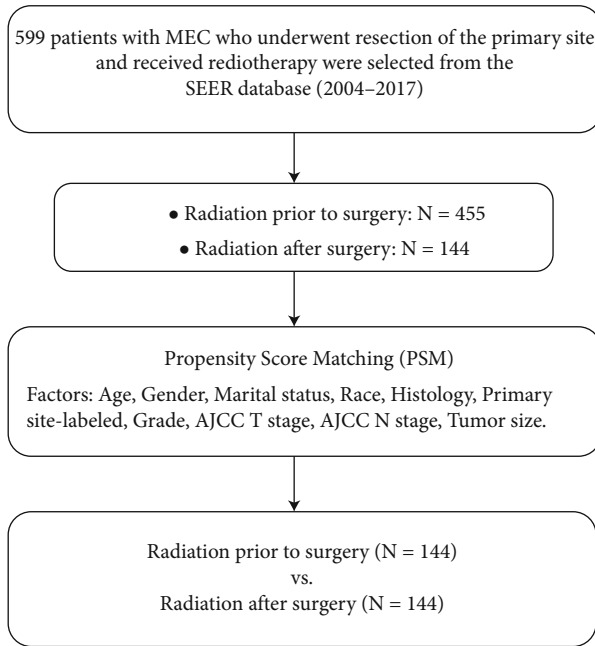 599 patients with MEC who underwent resection of the primary site
and received rediotherapy were selected from the
SEER database (2004–2017)
• Radiation prior to surgery: N = 455
• Radiation after surgery: N = 144
Propensity Score Matching (PSM)
Factors: Age, Gender, Marital status, Race, Histology, Primary
site-labeled, Grade, AJCC T stage, AJCC N stage, Tumor size.
Radiation prior to surgery (N = 144)
vs.
Radiation after surgery (N = 144)